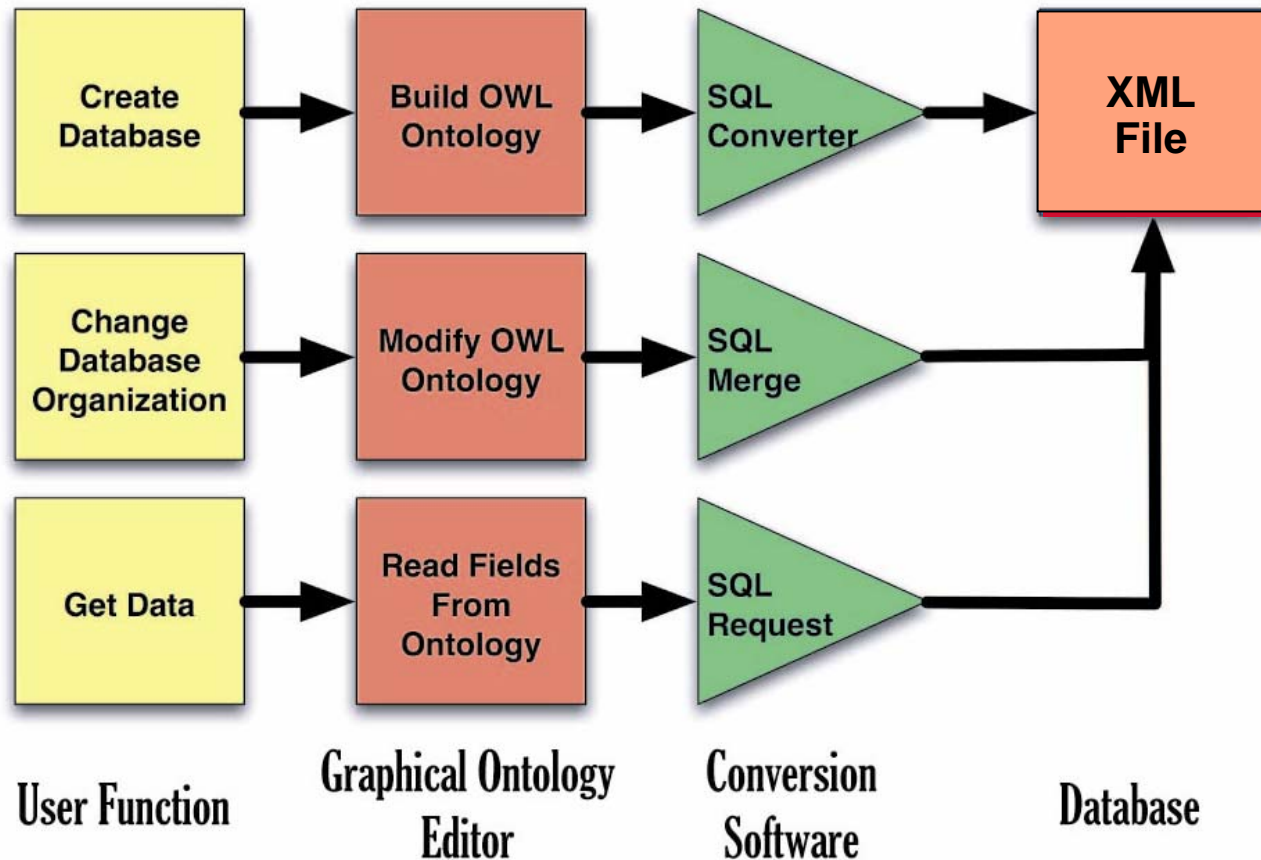 Create
Database
Build OWL
Ontology
SQL
Converter
XML
File
Change
Database
Organization
Modify OWL
Ontology
SQL
Merge
Get Data
Read Fields
From
Ontology
SQL
Request
User Function
Graphical Ontology
Editor
Conversion
Software
Database